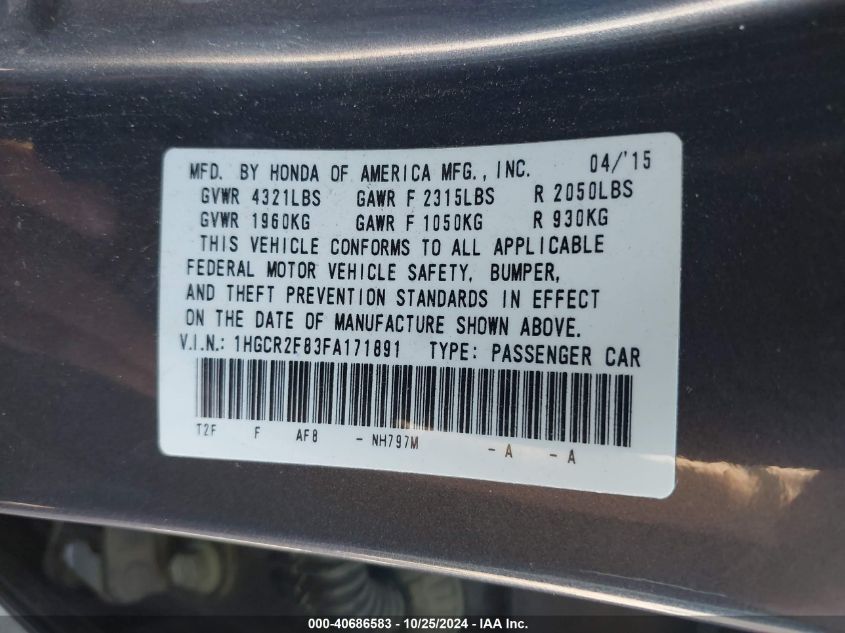 MFD. BY HONDA OF AMERICA MFG., INC. 04/'15
GVWR 4321LBS GAWR F 2315LBS R 2050LBS
GVWR 1960KG GAWR F 1050KG R 930KG
THIS VEHICLE CONFORMS TO ALL APPLICABLE
FEDERAL MOTOR VEHICLE SAFETY, BUMPER,
AND THEFT PREVENTION STANDARDS IN EFFECT
ON THE DATE OF MANUFACTURE SHOWN ABOVE.
V.I.N.: 1HGCR2F83FA171891 TYPE: PASSENGER CAR
T2F F AF8 - NH797M - A - A
000-40686583 - 10/25/2024 - IAA Inc.